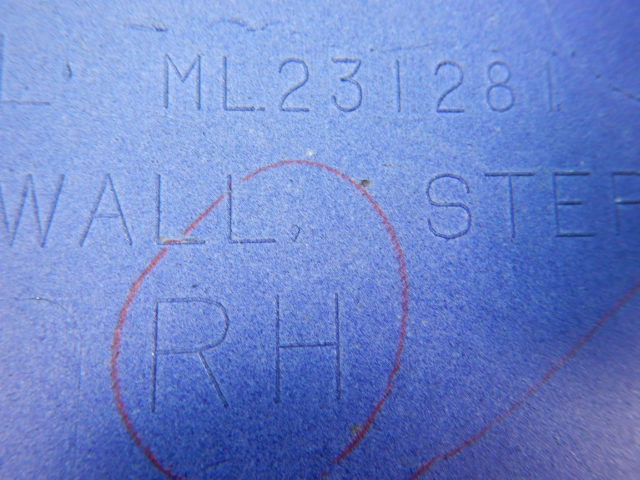 L. ML231281
WALL, STEP
RH